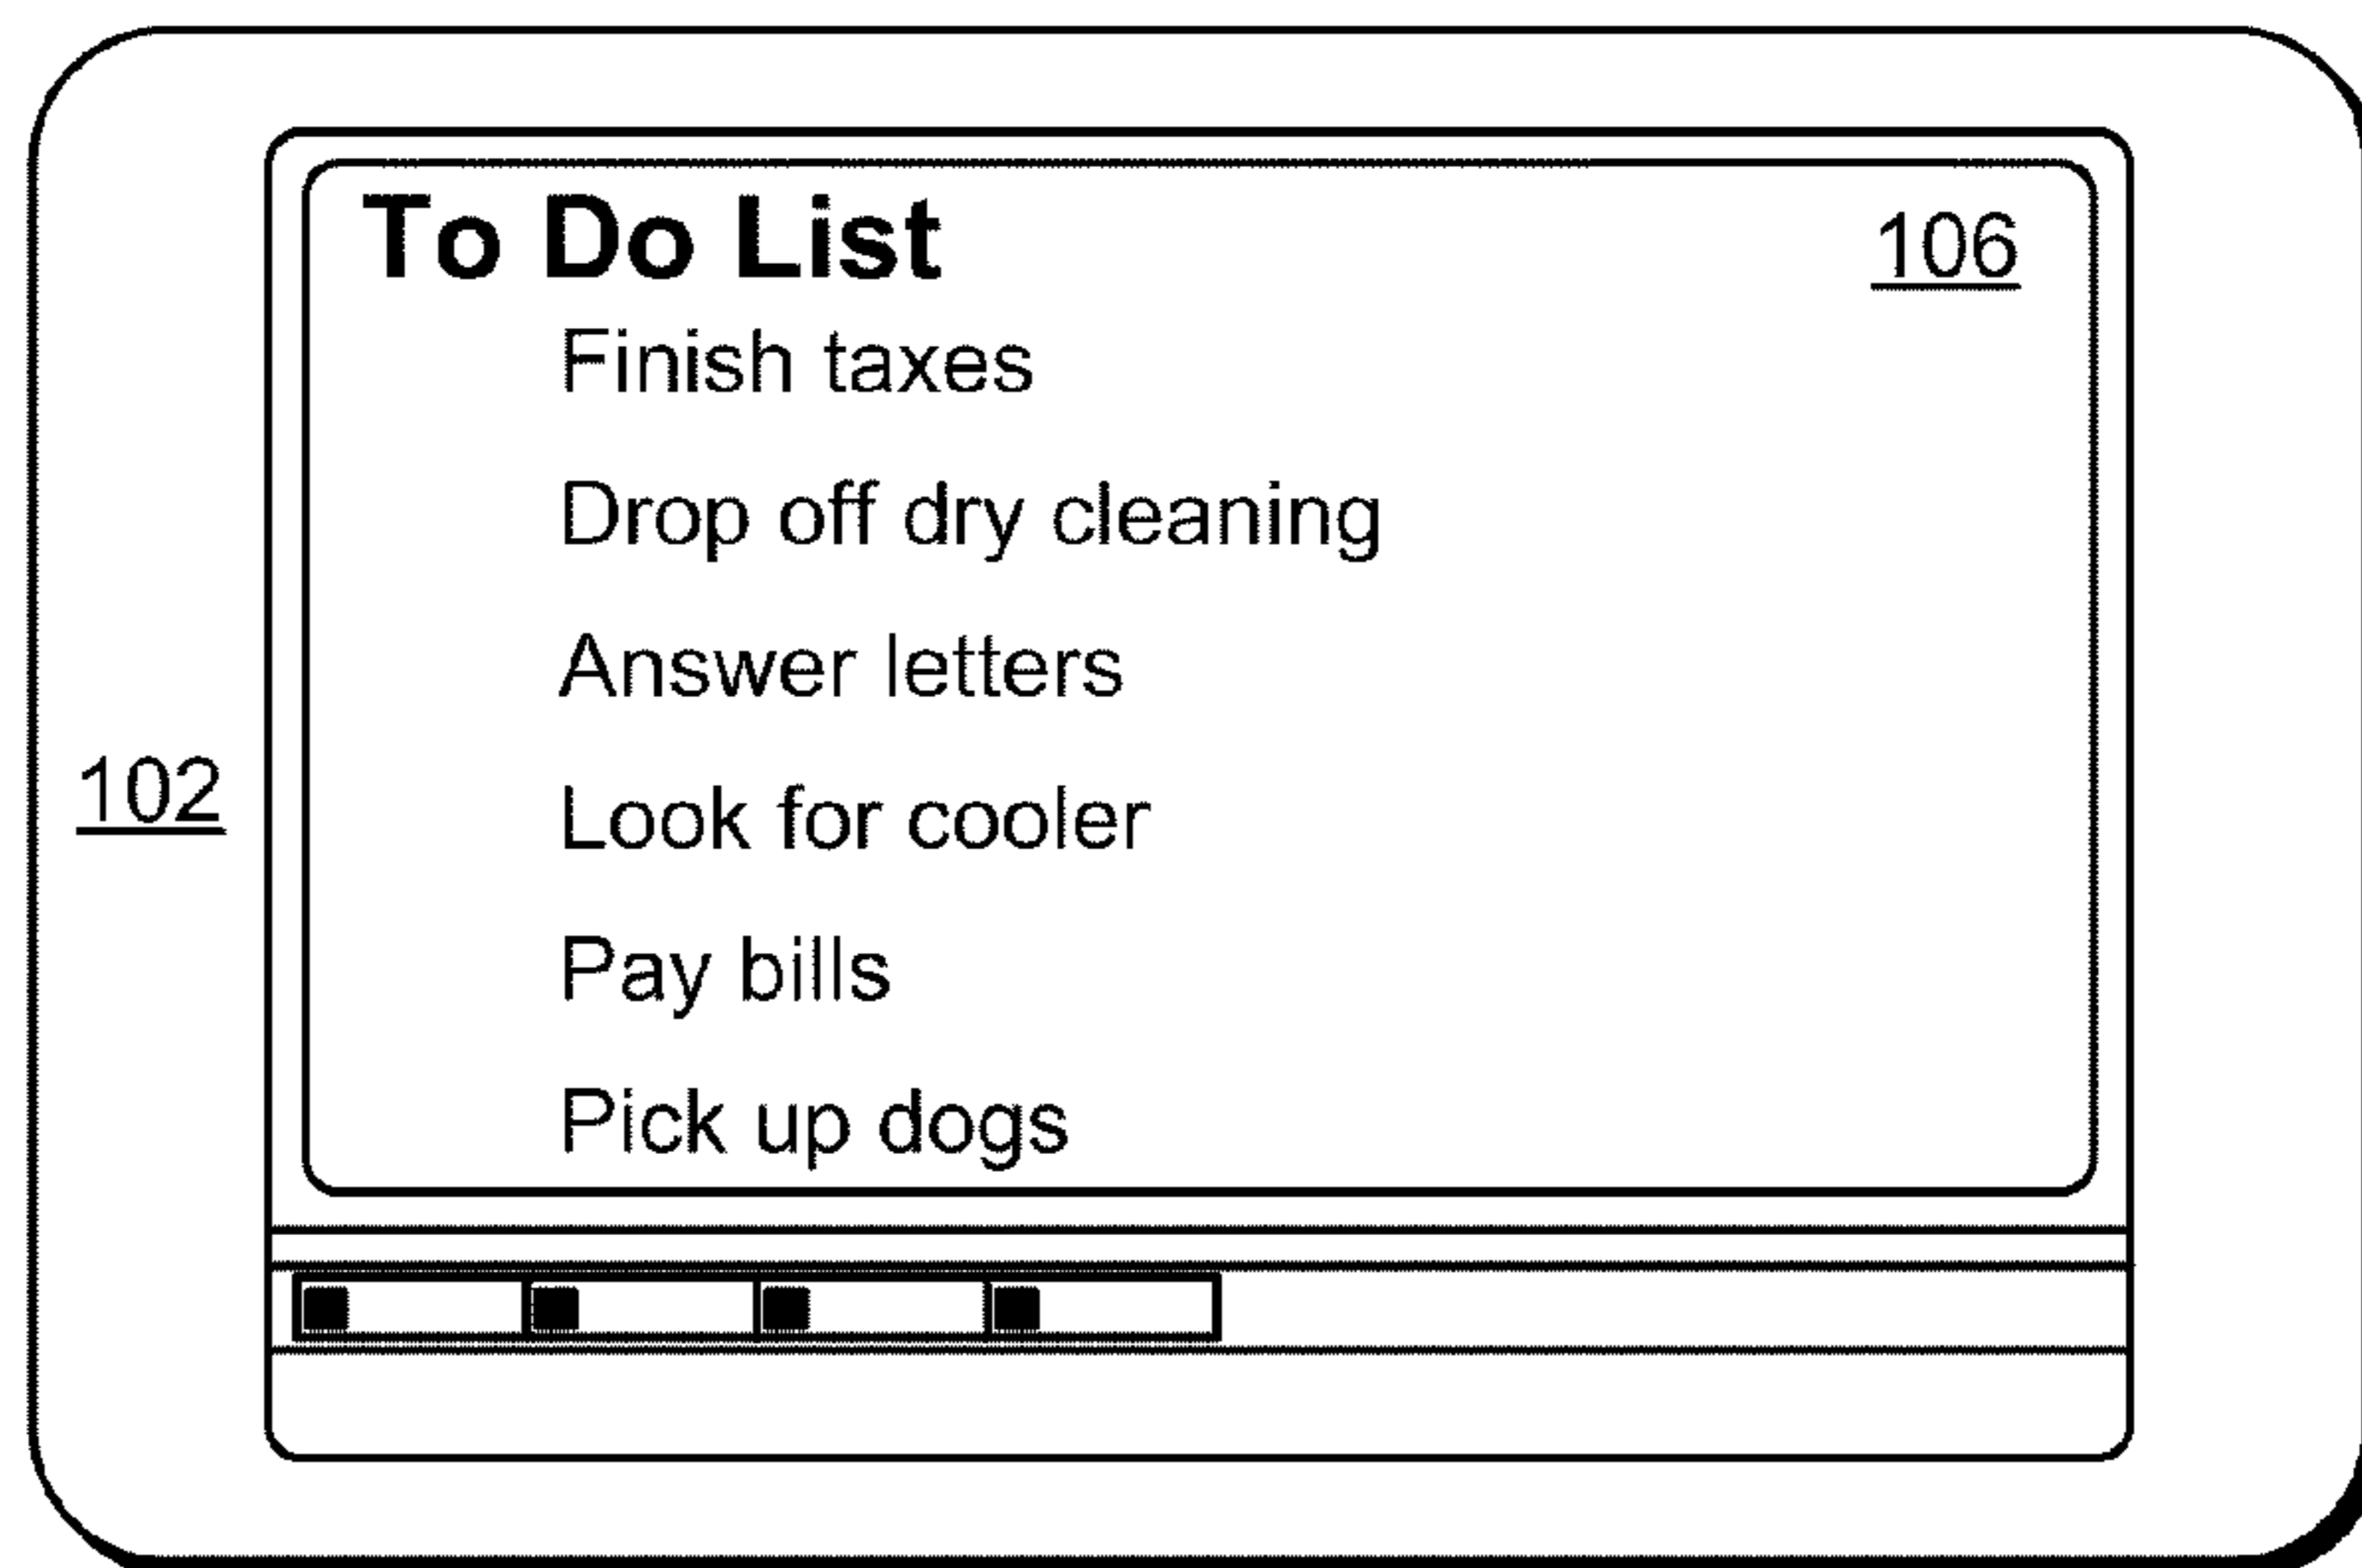 To Do List
106
Finish taxes
Drop off dry cleaning
Answer letters
102
Look for cooler
Pay bills
Pick up dogs